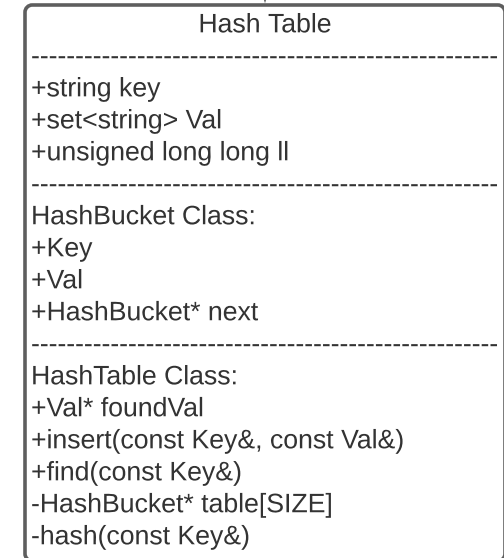 Hash Table
--------------------------------------------------------
+string key
+set<string> Val
+unsigned long long ll
--------------------------------------------------------
HashBucket Class:
+Key
+Val
+HashBucket* next
--------------------------------------------------------
HashTable Class:
+Val* foundVal
+insert(const Key&, const Val&)
+find(const Key&)
-HashBucket* table[SIZE]
-hash(const Key&)